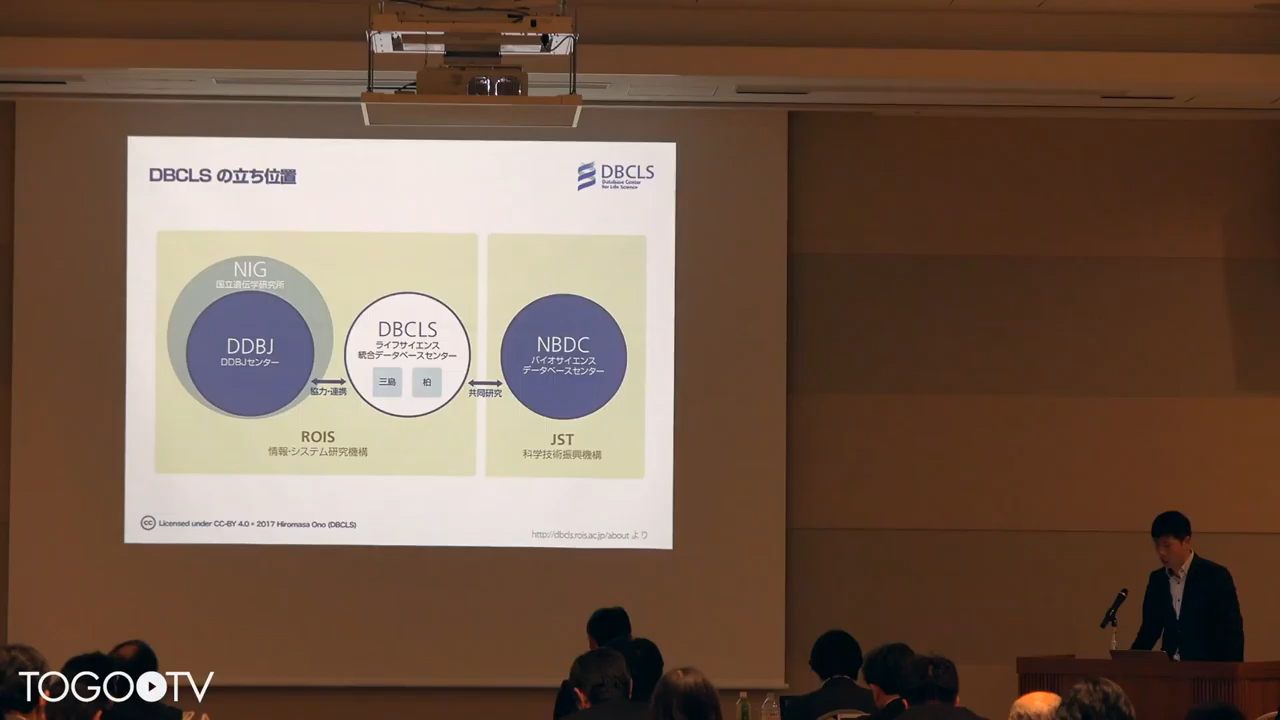 DBCLS の立ち位置
DBCLS
Database Center
for Life Science
NIG
国立遺伝学研究所
DDBJ
DDBJセンター
協力・連携
DBCLS
ライフサイエンス
統合データベースセンター
三島
柏
共同研究
NBDC
バイオサイエンス
データベースセンター
ROIS
情報・システム研究機構
JST
科学技術振興機構
cc Licensed under CC-BY 4.0 • 2017 Hiromasa Ono (DBCLS)
http://dbcls.rois.ac.jp/about より
TOGOTV